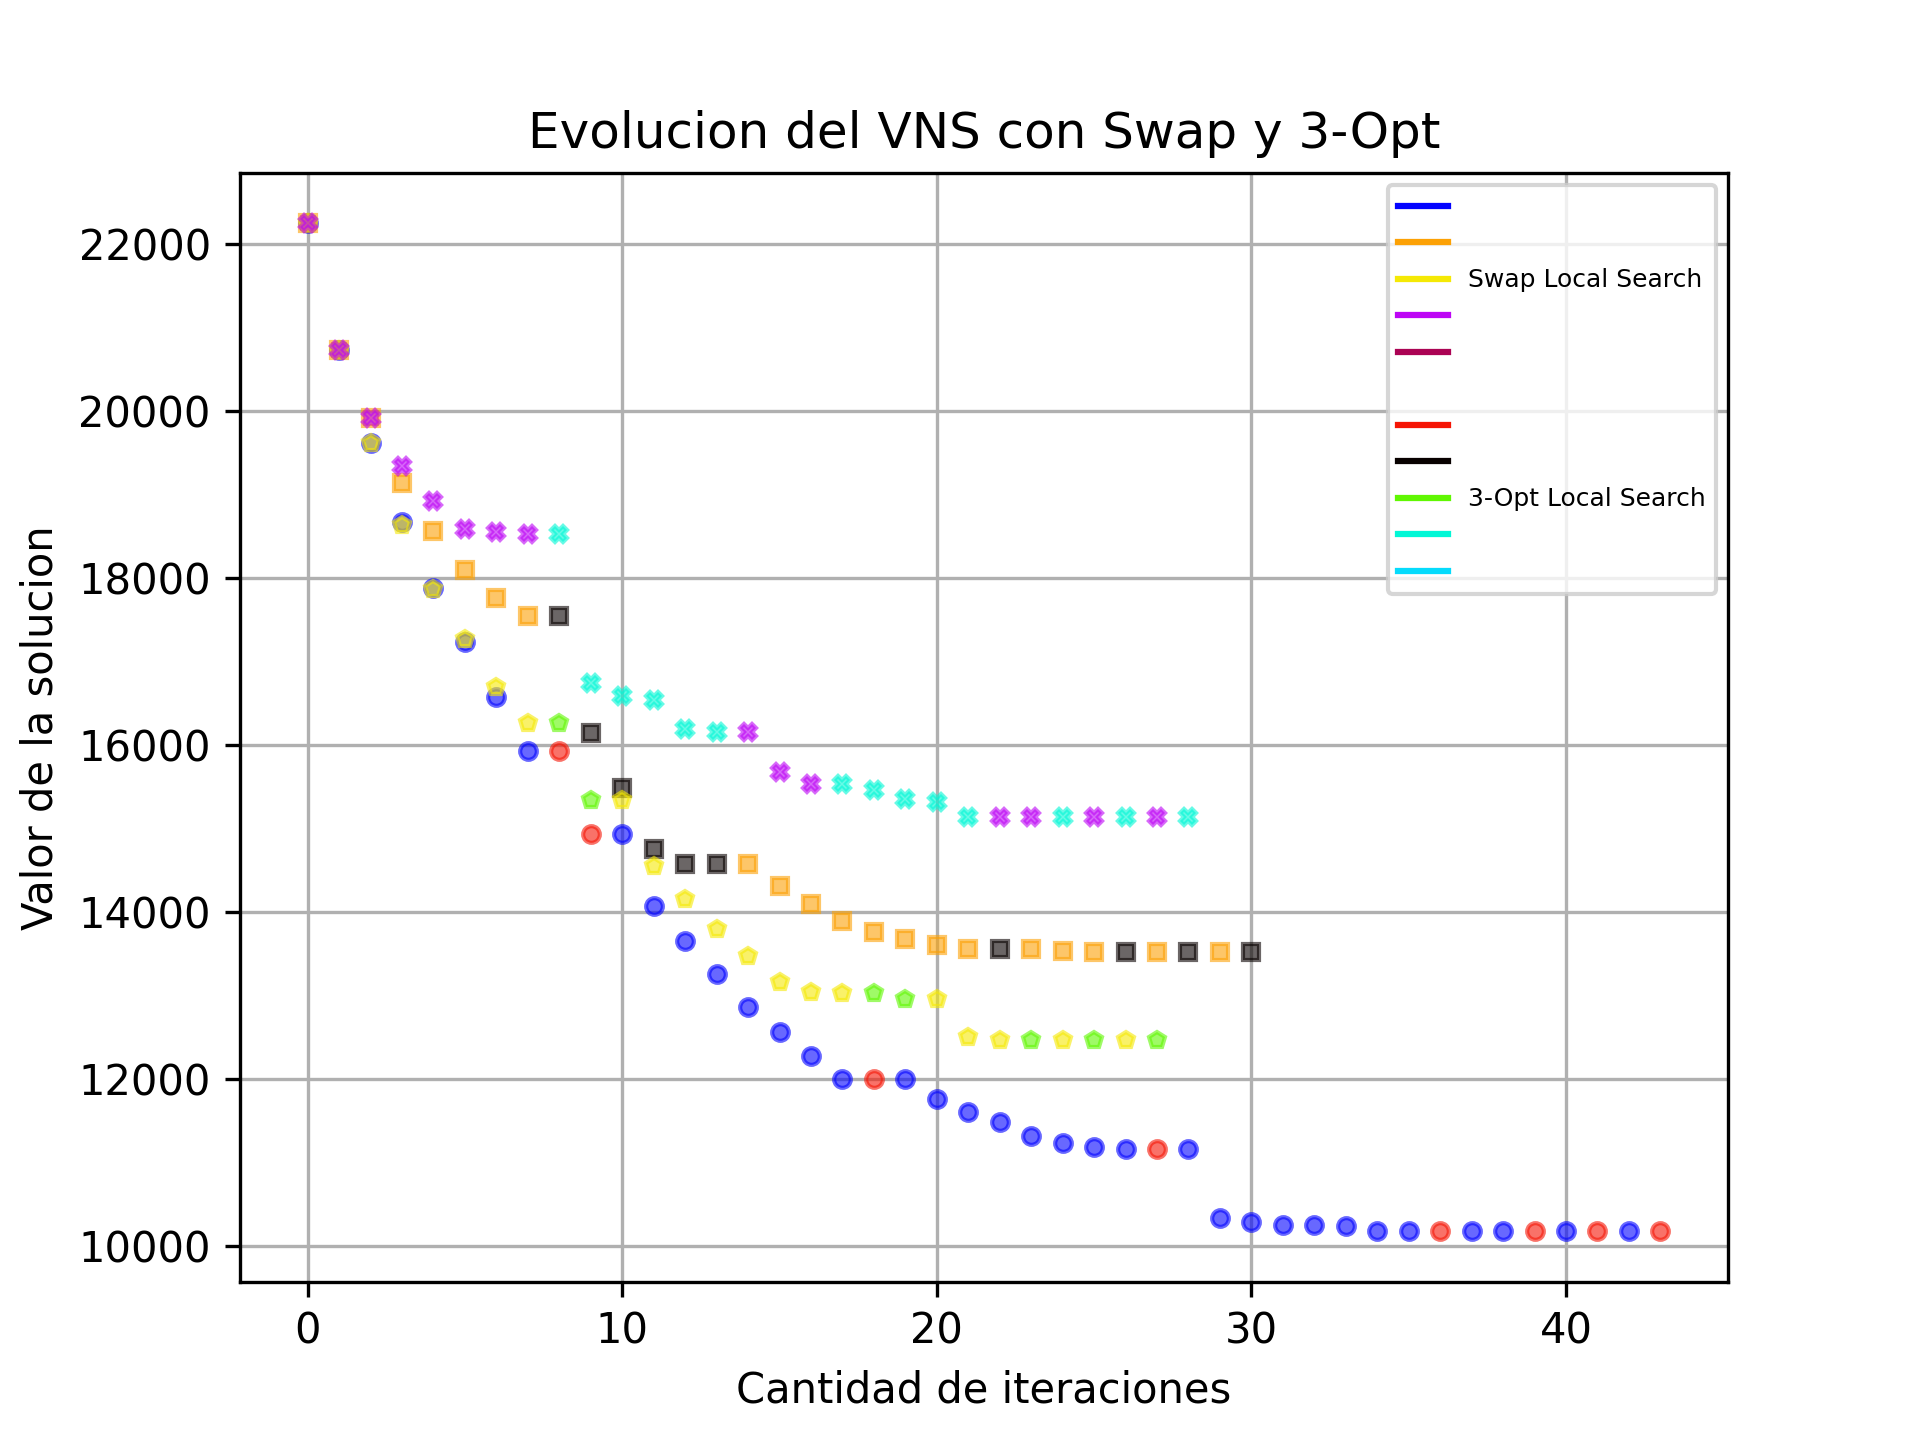 Evolucion del VNS con Swap y 3-Opt
Valor de la solucion
22000
20000
18000
16000
14000
12000
10000
Swap Local Search
3-Opt Local Search
0 10 20 30 40
Cantidad de iteraciones